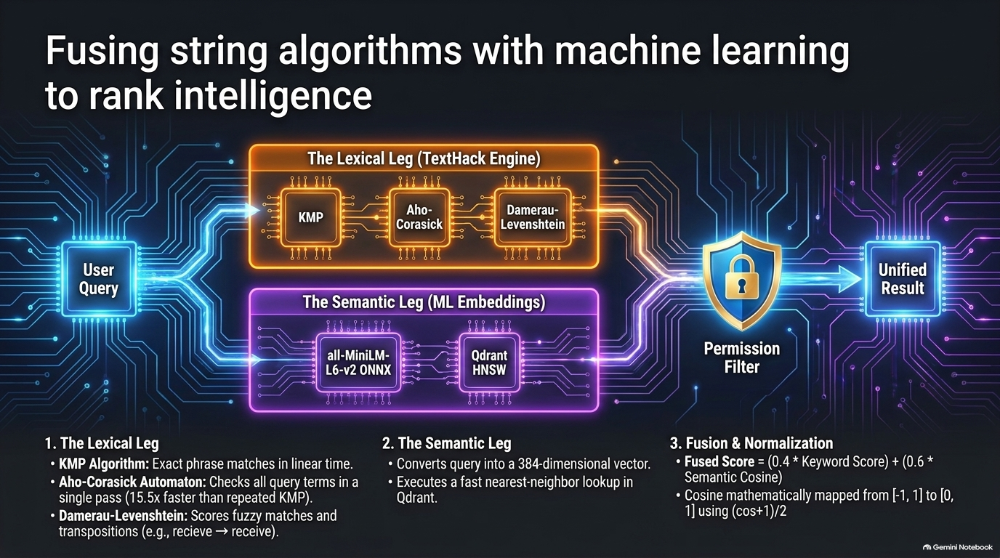 Fusing string algorithms with machine learning
to rank intelligence
The Lexical Leg (TextHack Engine)
KMP
Aho-
Corasick
Damerau-
Levenshtein
User
Query
The Semantic Leg (ML Embeddings)
all-MiniLM-
L6-v2 ONNX
Qdrant
HNSW
Permission
Filter
Unified
Result
1. The Lexical Leg
• KMP Algorithm: Exact phrase matches in linear time.
• Aho-Corasick Automaton: Checks all query terms in a
single pass (15.5x faster than repeated KMP).
• Damerau-Levenshtein: Scores fuzzy matches and
transpositions (e.g., recieve → receive).
2. The Semantic Leg
• Converts query into a 384-dimensional vector.
• Executes a fast nearest-neighbor lookup in
Qdrant.
3. Fusion & Normalization
• Fused Score = (0.4 * Keyword Score) + (0.6 *
Semantic Cosine)
• Cosine mathematically mapped from [-1, 1] to [0,
1] using (cos+1)/2
Gemini Notebook